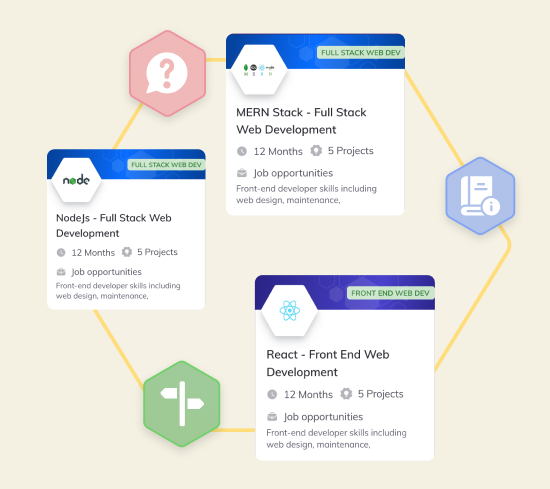 FULL STACK WEB DEV
MERN Stack - Full Stack
Web Development
12 Months
5 Projects
Job opportunities
Front-end developer skills including
web design, maintenance,
FULL STACK WEB DEV
node
NodeJs - Full Stack Web
Development
12 Months
5 Projects
Job opportunities
Front-end developer skills including
web design, maintenance,
FRONT END WEB DEV
React - Front End Web
Development
12 Months
5 Projects
Job opportunities
Front-end developer skills including
web design, maintenance,